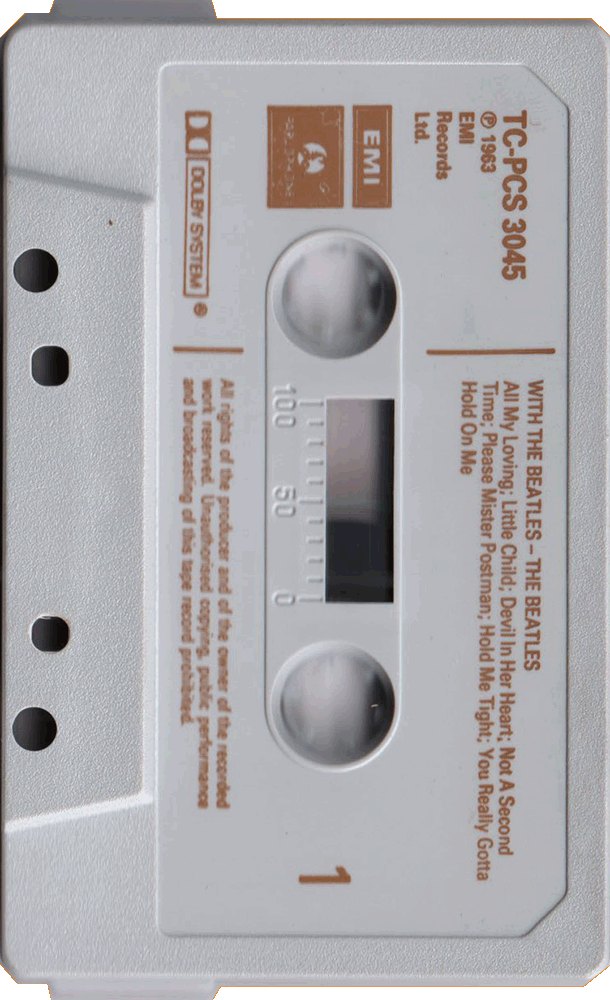 TC-PCS 3045
℗ 1963
EMI
Records
Ltd.
EMI
PARLOPHONE
WITH THE BEATLES – THE BEATLES
All My Loving; Little Child; Devil In Her Heart; Not A Second
Time; Please Mister Postman; Hold Me Tight; You Really Gotta
Hold On Me
100 50 0
1
DOLBY SYSTEM ®
All rights of the producer and of the owner of the recorded
work reserved. Unauthorised copying, public performance
and broadcasting of this tape record prohibited.